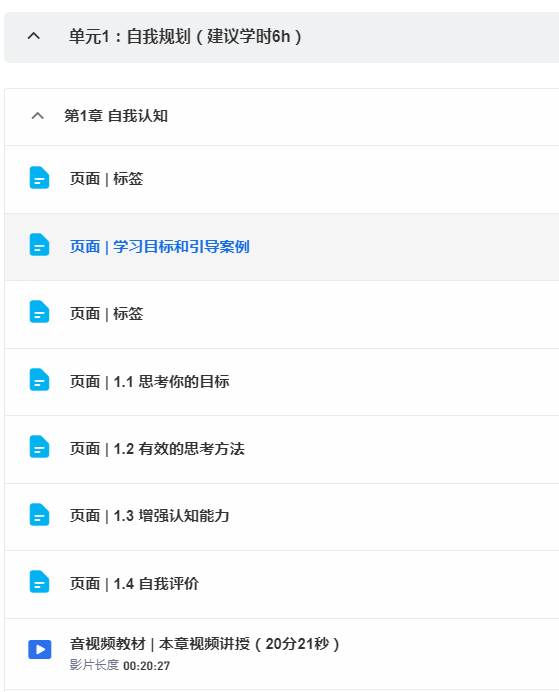 单元1：自我规划（建议学时6h）
第1章 自我认知
页面 | 标签
页面 | 学习目标和引导案例
页面 | 标签
页面 | 1.1 思考你的目标
页面 | 1.2 有效的思考方法
页面 | 1.3 增强认知能力
页面 | 1.4 自我评价
音视频教材 | 本章视频讲授（20分21秒）
影片长度 00:20:27